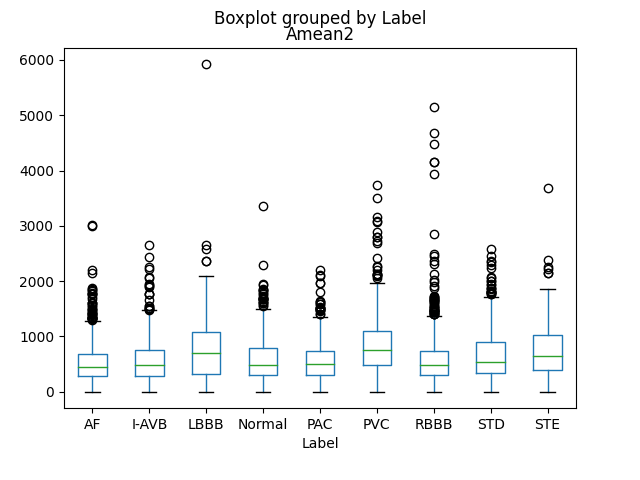 Boxplot grouped by Label
Amean2
6000
5000
4000
3000
2000
1000
0
AF I-AVB LBBB Normal PAC PVC RBBB STD STE
Label